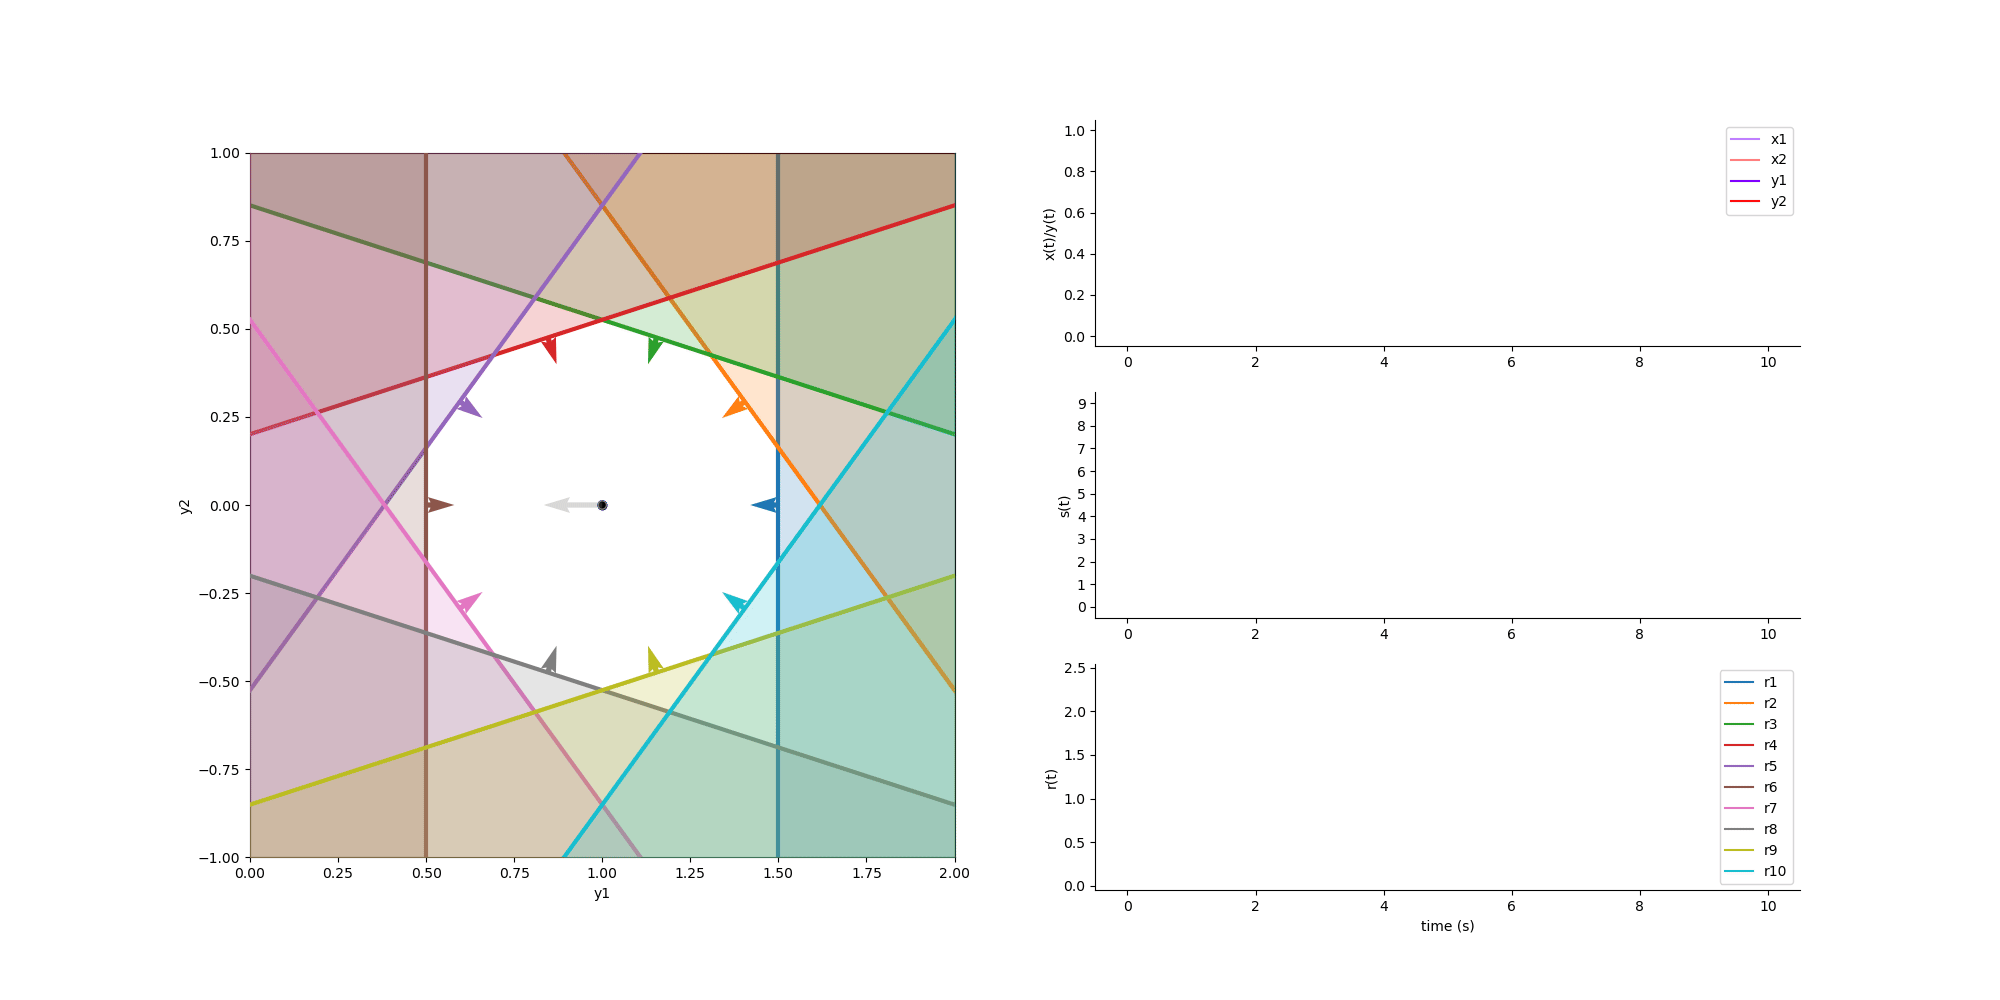 1.00
0.75
0.50
0.25
0.00
−0.25
−0.50
−0.75
−1.00
y2
0.00 0.25 0.50 0.75 1.00 1.25 1.50 1.75 2.00
y1
1.0
0.8
0.6
0.4
0.2
0.0
x(t)/y(t)
0 2 4 6 8 10
x1
x2
y1
y2
9
8
7
6
5
4
3
2
1
0
s(t)
0 2 4 6 8 10
2.5
2.0
1.5
1.0
0.5
0.0
r(t)
0 2 4 6 8 10
time (s)
r1
r2
r3
r4
r5
r6
r7
r8
r9
r10